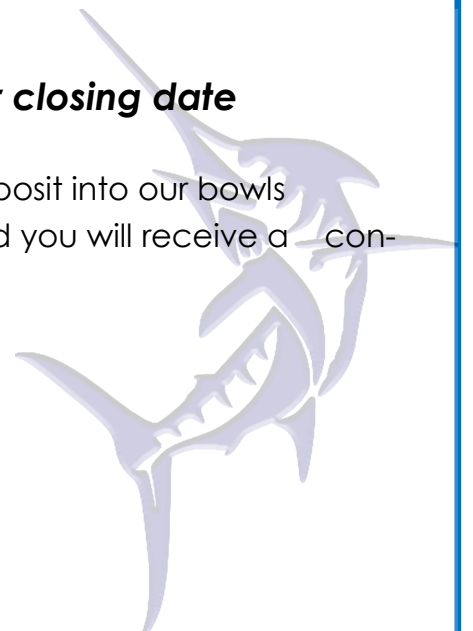 closing date
posit into our bowls
d you will receive a con-